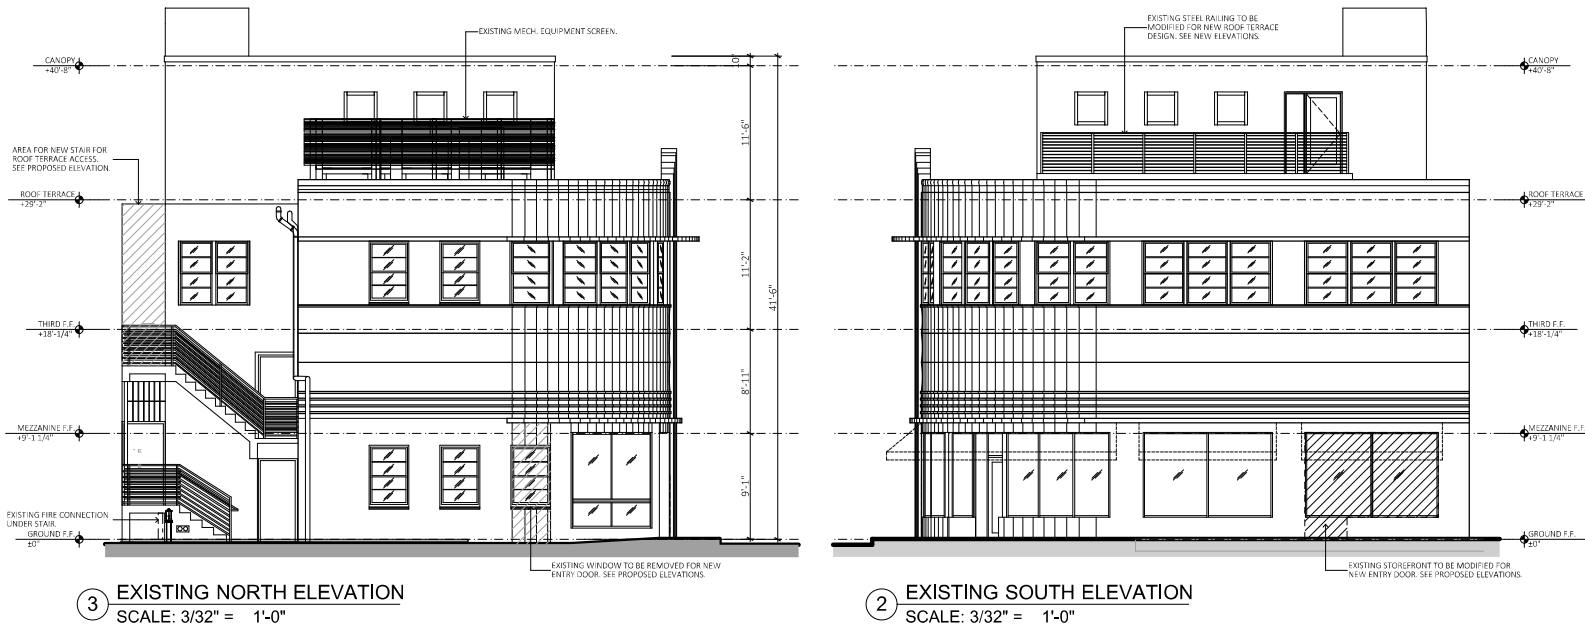 EXISTING MECH. EQUIPMENT SCREEN.
CANOPY
+40'-8"
10"
11'-6"
AREA FOR NEW STAIR FOR
ROOF TERRACE ACCESS.
SEE PROPOSED ELEVATION.
ROOF TERRACE
+29'-2"
11'-2"
41'-6"
THIRD F.F.
+18'-1/4"
8'-11"
MEZZANINE F.F.
+9'-1 1/4"
9'-1"
EXISTING FIRE CONNECTION
UNDER STAIR.
GROUND F.F.
±0"
EXISTING WINDOW TO BE REMOVED FOR NEW
ENTRY DOOR. SEE PROPOSED ELEVATIONS.
3
EXISTING NORTH ELEVATION
SCALE: 3/32" = 1'-0"
EXISTING STEEL RAILING TO BE
MODIFIED FOR NEW ROOF TERRACE
DESIGN. SEE NEW ELEVATIONS.
CANOPY
+40'-8"
ROOF TERRACE
+29'-2"
THIRD F.F.
+18'-1/4"
MEZZANINE F.F.
+9'-1 1/4"
GROUND F.F.
±0"
EXISTING STOREFRONT TO BE MODIFIED FOR
NEW ENTRY DOOR. SEE PROPOSED ELEVATIONS.
2
EXISTING SOUTH ELEVATION
SCALE: 3/32" = 1'-0"